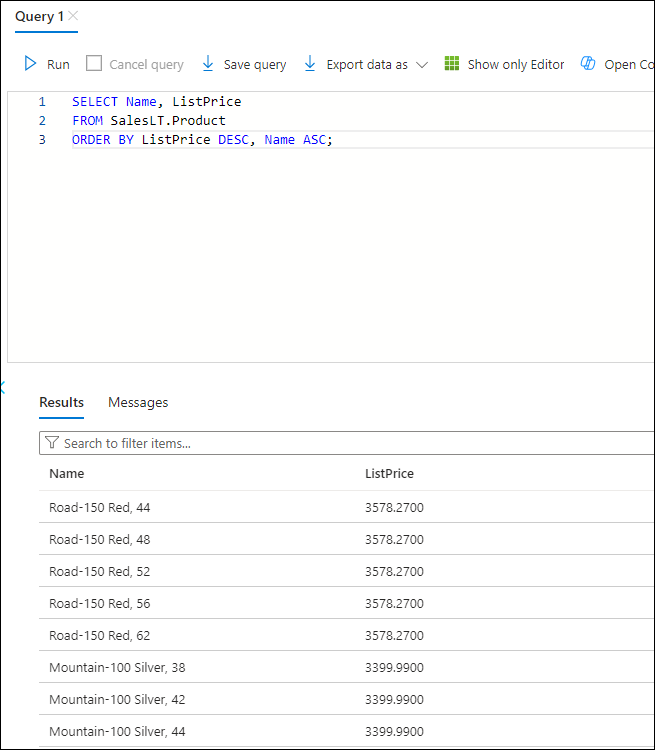 Query 1
Run Cancel query Save query Export data as Show only Editor Open Co
1 SELECT Name, ListPrice
2 FROM SalesLT.Product
3 ORDER BY ListPrice DESC, Name ASC;
Results Messages
Search to filter items...
Name ListPrice
Road-150 Red, 44 3578.2700
Road-150 Red, 48 3578.2700
Road-150 Red, 52 3578.2700
Road-150 Red, 56 3578.2700
Road-150 Red, 62 3578.2700
Mountain-100 Silver, 38 3399.9900
Mountain-100 Silver, 42 3399.9900
Mountain-100 Silver, 44 3399.9900